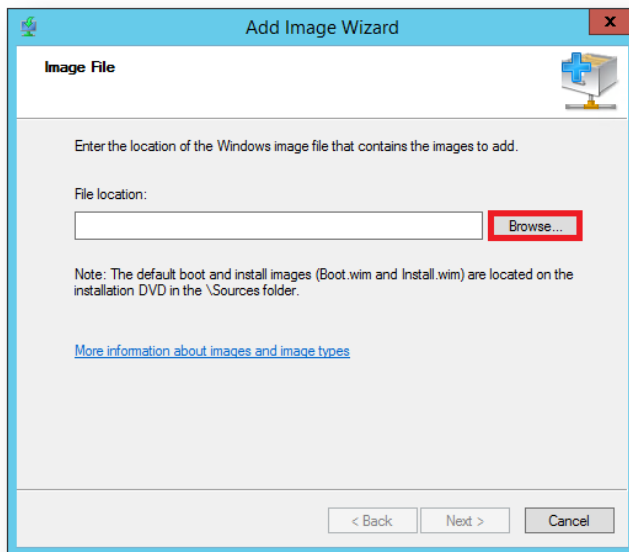 Add Image Wizard
x
Image File
Enter the location of the Windows image file that contains the images to add.
File location:
Browse...
Note: The default boot and install images (Boot.wim and Install.wim) are located on the
installation DVD in the \Sources folder.
More information about images and image types
< Back
Next >
Cancel